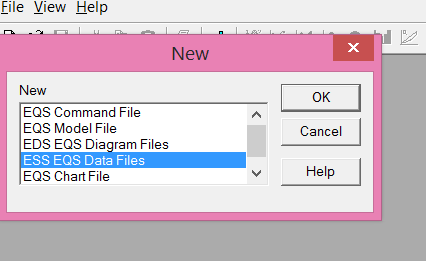 File View Help
New
New
EQS Command File
EQS Model File
EDS EQS Diagram Files
ESS EQS Data Files
EQS Chart File
OK
Cancel
Help